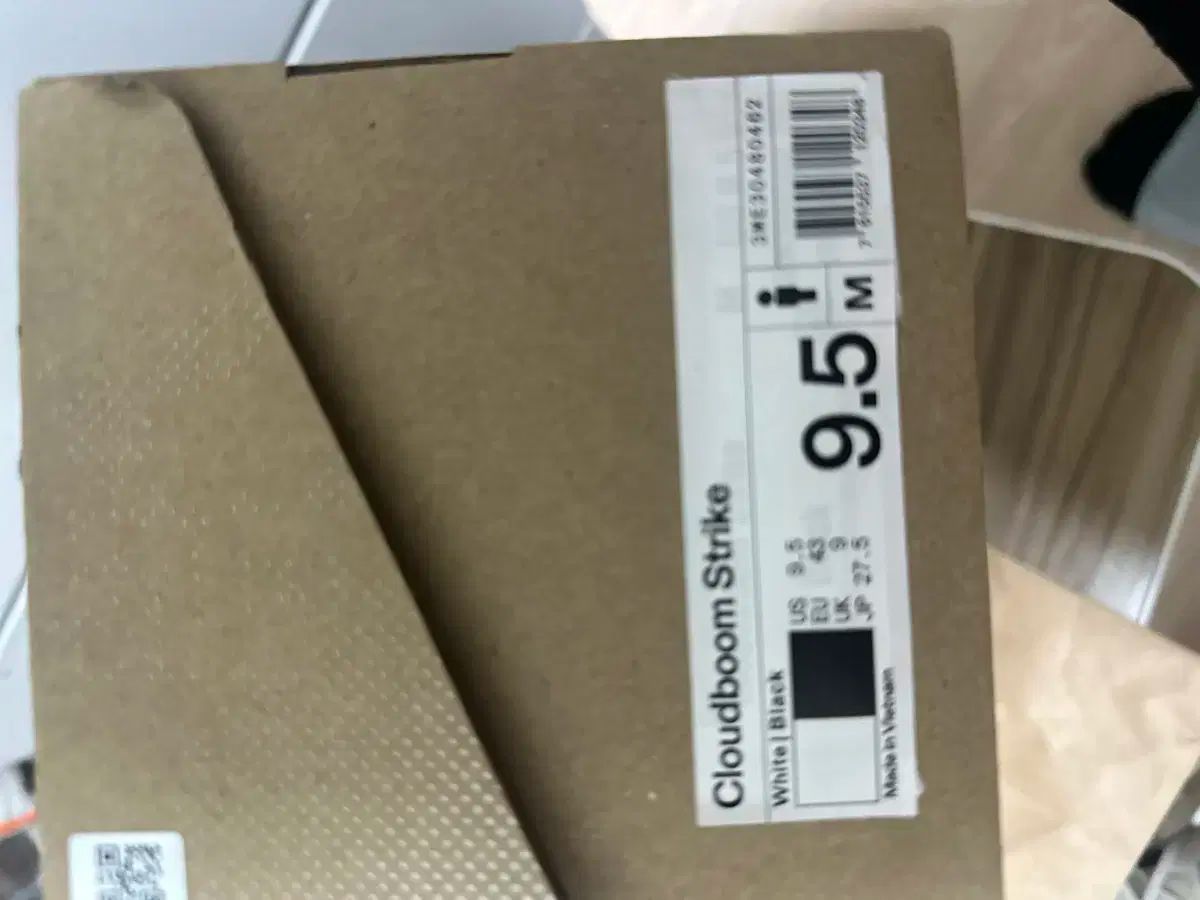 Cloudboom Strike
3WE30480462
White | Black
US 9.5
EU 43
UK 9
JP 27.5
9.5
M
Made in Vietnam